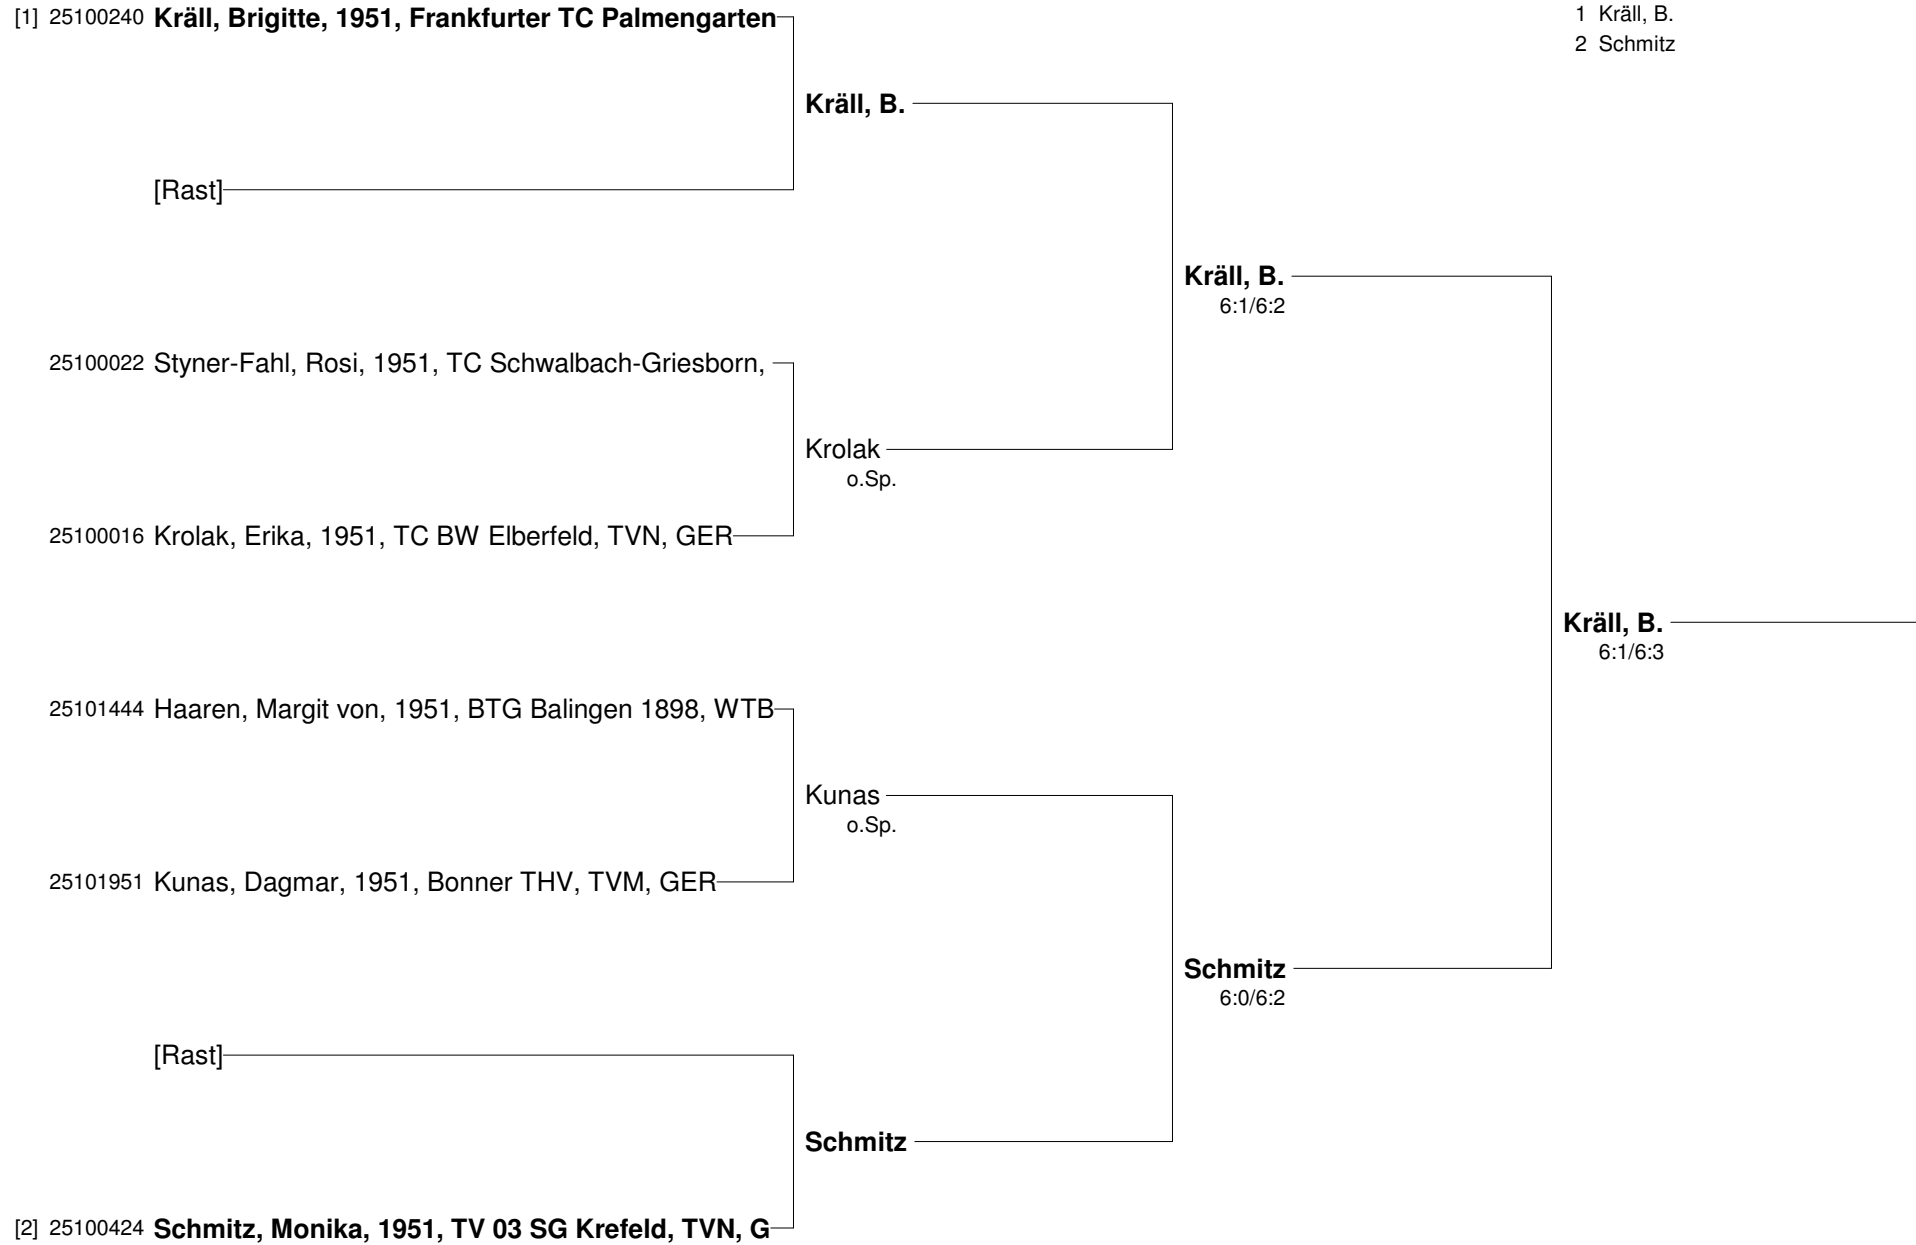 [1] 25100240 Kräll, Brigitte, 1951, Frankfurter TC Palmengarten
1 Kräll, B.
2 Schmitz
Kräll, B.
[Rast]
Kräll, B.
6:1/6:2
25100022 Styner-Fahl, Rosi, 1951, TC Schwalbach-Griesborn,
Krolak
o.Sp.
25100016 Krolak, Erika, 1951, TC BW Elberfeld, TVN, GER
Kräll, B.
6:1/6:3
25101444 Haaren, Margit von, 1951, BTG Balingen 1898, WTB
Kunas
o.Sp.
25101951 Kunas, Dagmar, 1951, Bonner THV, TVM, GER
Schmitz
6:0/6:2
[Rast]
Schmitz
[2] 25100424 Schmitz, Monika, 1951, TV 03 SG Krefeld, TVN, G